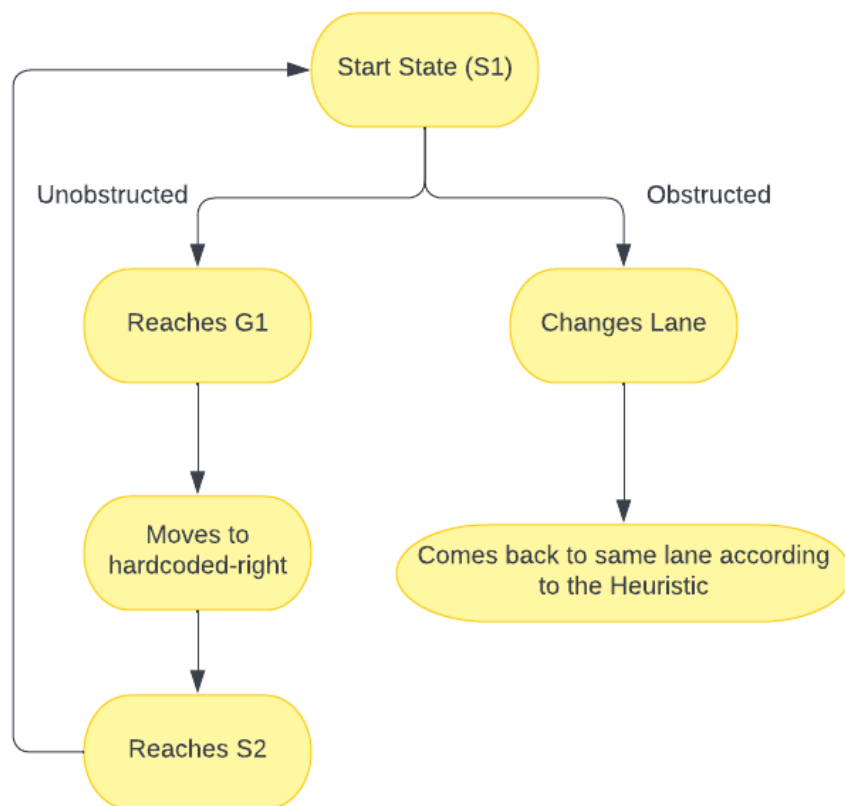 Start State (S1)
Unobstructed
Obstructed
Reaches G1
Changes Lane
Moves to
hardcoded-right
Comes back to same lane according
to the Heuristic
Reaches S2